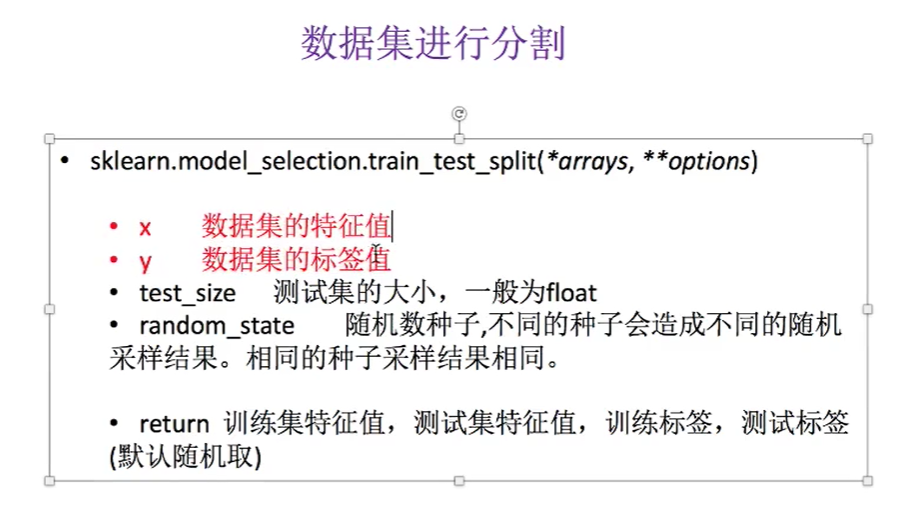 数据集进行分割
• sklearn.model_selection.train_test_split(*arrays, **options)
• x 数据集的特征值
• y 数据集的标签值
• test_size 测试集的大小，一般为float
• random_state 随机数种子,不同的种子会造成不同的随机
采样结果。相同的种子采样结果相同。
• return 训练集特征值，测试集特征值，训练标签，测试标签
(默认随机取)